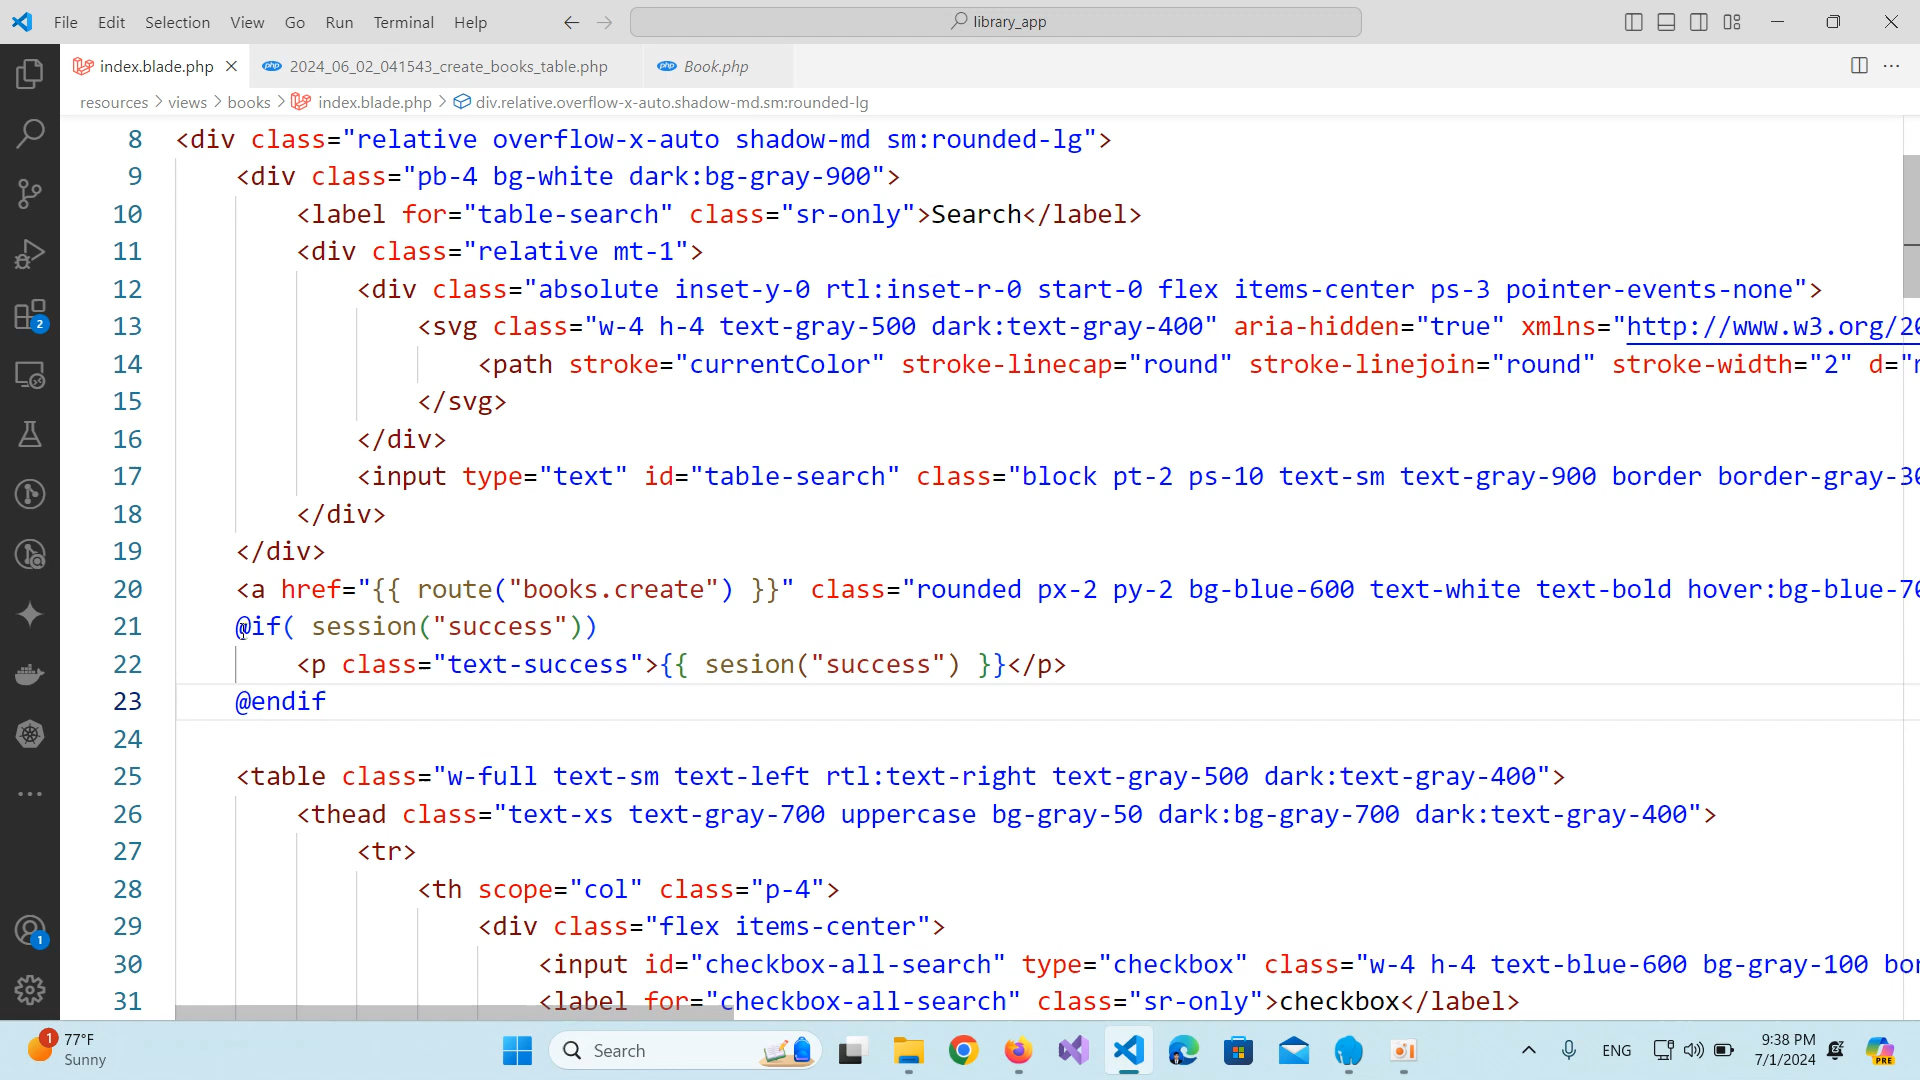 File Edit Selection View Go Run Terminal Help library_app
index.blade.php 2024_06_02_041543_create_books_table.php Book.php
resources > views > books > index.blade.php > div.relative.overflow-x-auto.shadow-md.sm:rounded-lg
8 <div class="relative overflow-x-auto shadow-md sm:rounded-lg">
9 <div class="pb-4 bg-white dark:bg-gray-900">
10 <label for="table-search" class="sr-only">Search</label>
11 <div class="relative mt-1">
12 <div class="absolute inset-y-0 rtl:inset-r-0 start-0 flex items-center ps-3 pointer-events-none">
13 <svg class="w-4 h-4 text-gray-500 dark:text-gray-400" aria-hidden="true" xmlns="http://www.w3.org/20
14 <path stroke="currentColor" stroke-linecap="round" stroke-linejoin="round" stroke-width="2" d="
15 </svg>
16 </div>
17 <input type="text" id="table-search" class="block pt-2 ps-10 text-sm text-gray-900 border border-gray-30
18 </div>
19 </div>
20 <a href="{{ route("books.create") }}" class="rounded px-2 py-2 bg-blue-600 text-white text-bold hover:bg-blue-70
21 @if( session("success"))
22 <p class="text-success">{{ sesion("success") }}</p>
23 @endif
24
25 <table class="w-full text-sm text-left rtl:text-right text-gray-500 dark:text-gray-400">
26 <thead class="text-xs text-gray-700 uppercase bg-gray-50 dark:bg-gray-700 dark:text-gray-400">
27 <tr>
28 <th scope="col" class="p-4">
29 <div class="flex items-center">
30 <input id="checkbox-all-search" type="checkbox" class="w-4 h-4 text-blue-600 bg-gray-100 bor
31 <label for="checkbox-all-search" class="sr-only">checkbox</label>
2
1
1 77°F
Sunny
Search
ENG
9:38 PM
7/1/2024
PRE